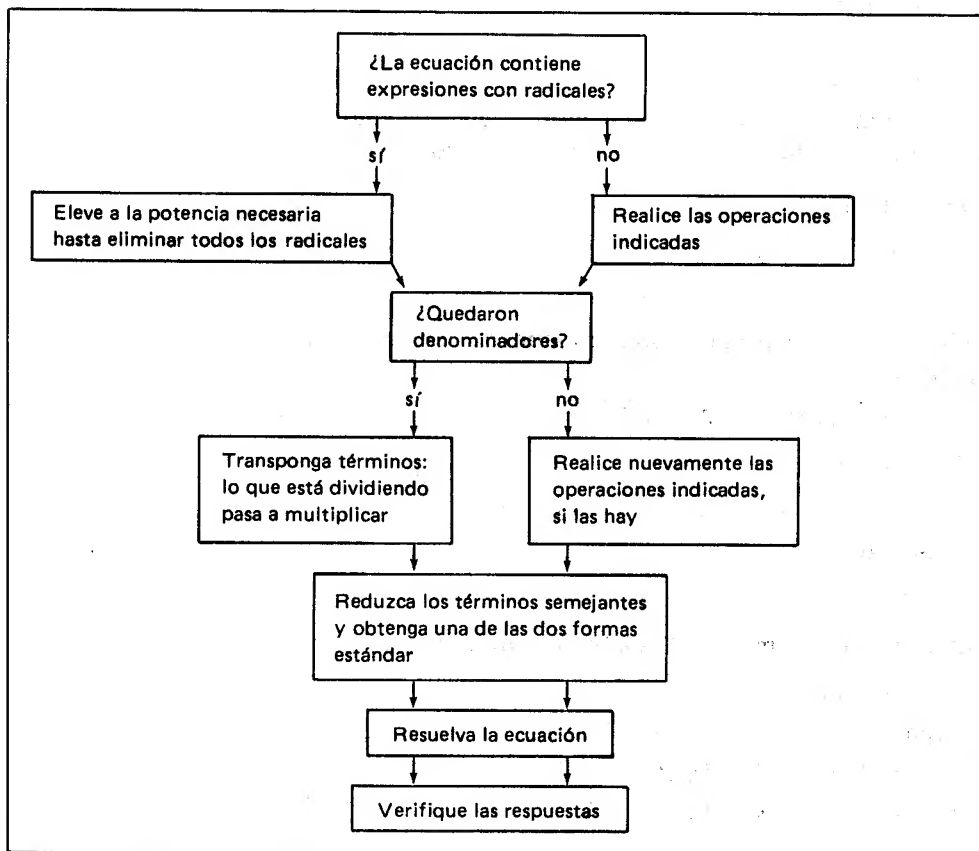 ¿La ecuación contiene
expresiones con radicales?
sí
no
Eleve a la potencia necesaria
hasta eliminar todos los radicales
Realice las operaciones
indicadas
¿Quedaron
denominadores?
sí
no
Transponga términos:
lo que está dividiendo
pasa a multiplicar
Realice nuevamente las
operaciones indicadas,
si las hay
Reduzca los términos semejantes
y obtenga una de las dos formas
estándar
Resuelva la ecuación
Verifique las respuestas